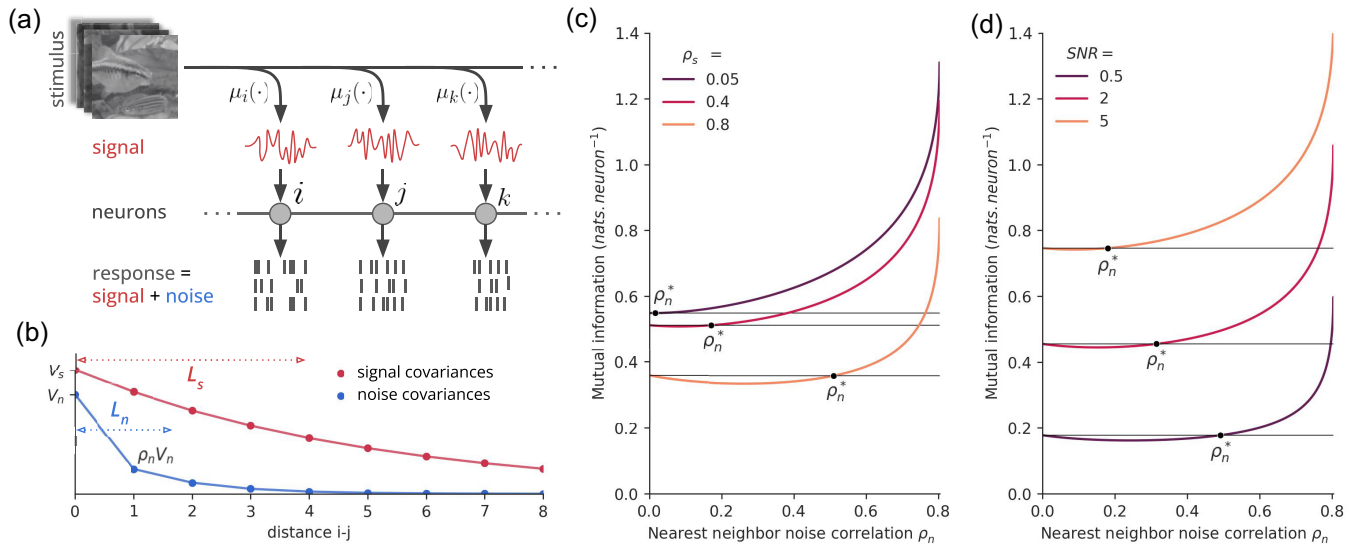 (a)
stimulus
μi(·)
μj(·)
μk(·)
signal
i
j
k
neurons
response =
signal + noise
(b)
Vs
Vn
Ls
Ln
ρnVn
signal covariances
noise covariances
0 1 2 3 4 5 6 7 8
distance i-j
(c)
Mutual information (nats. neuron⁻¹)
1.4
1.2
1.0
0.8
0.6
0.4
0.2
0.0
ρs =
0.05
0.4
0.8
ρn*
ρn*
ρn*
0.0 0.2 0.4 0.6 0.8
Nearest neighbor noise correlation ρn
(d)
Mutual information (nats. neuron⁻¹)
1.4
1.2
1.0
0.8
0.6
0.4
0.2
0.0
SNR=
0.5
2
5
ρn*
ρn*
ρn*
0.0 0.2 0.4 0.6 0.8
Nearest neighbor noise correlation ρn